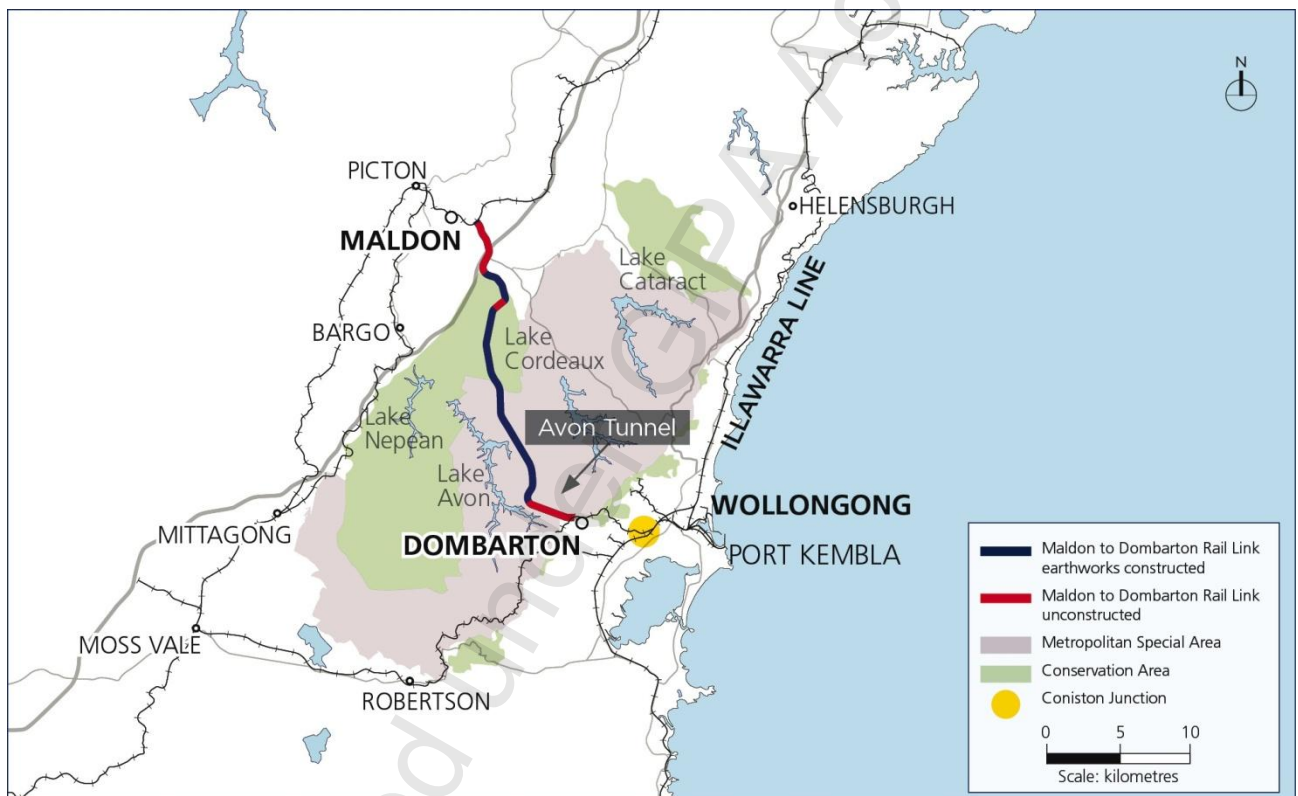 N
PICTON
HELENSBURGH
MALDON
Lake
Cataract
ILLAWARRA LINE
BARGO
Lake
Cordeaux
Lake
Nepean
Avon Tunnel
Lake
Avon
WOLLONGONG
MITTAGONG
DOMBARTON
PORT KEMBLA
MOSS VALE
ROBERTSON
Maldon to Dombarton Rail Link
earthworks constructed
Maldon to Dombarton Rail Link
unconstructed
Metropolitan Special Area
Conservation Area
Coniston Junction
0 5 10
Scale: kilometres
under GIPA